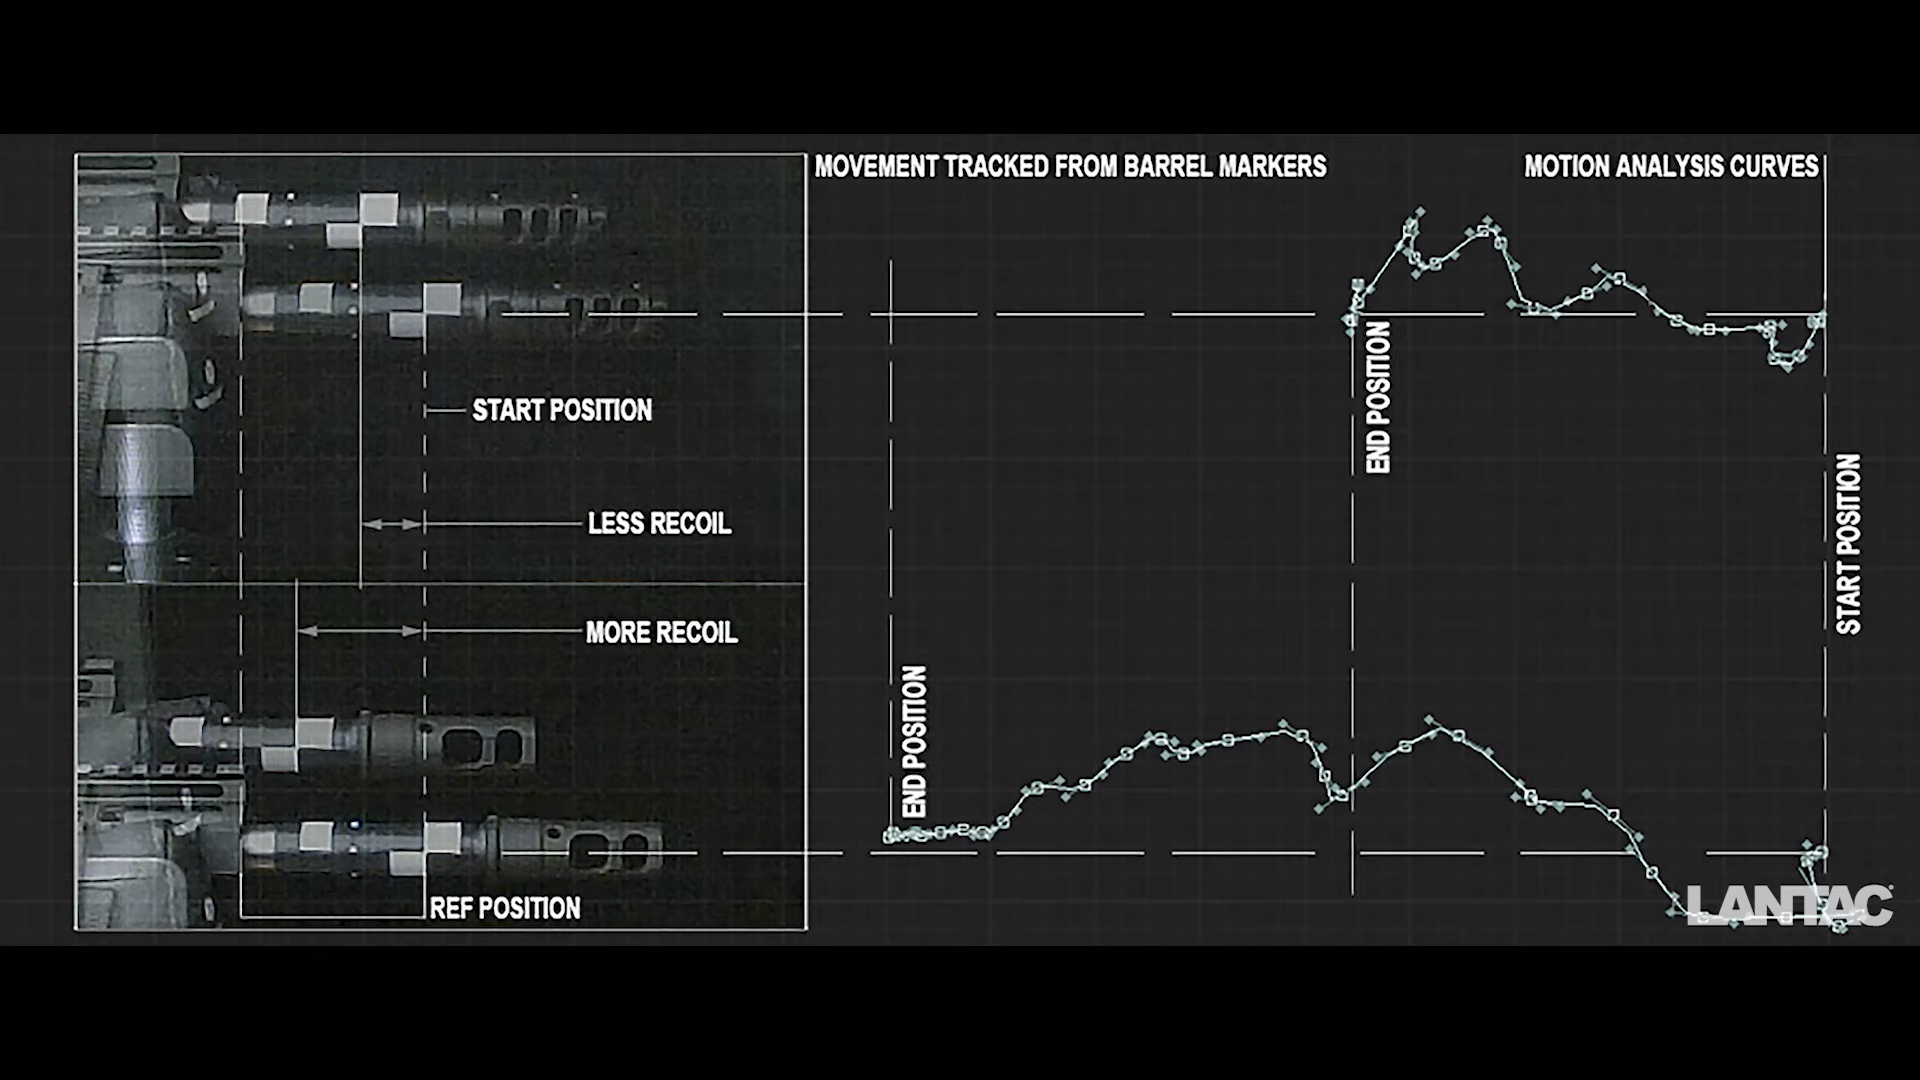 MOVEMENT TRACKED FROM BARREL MARKERS
MOTION ANALYSIS CURVES
START POSITION
LESS RECOIL
MORE RECOIL
REF POSITION
END POSITION
END POSITION
START POSITION
LANTAC